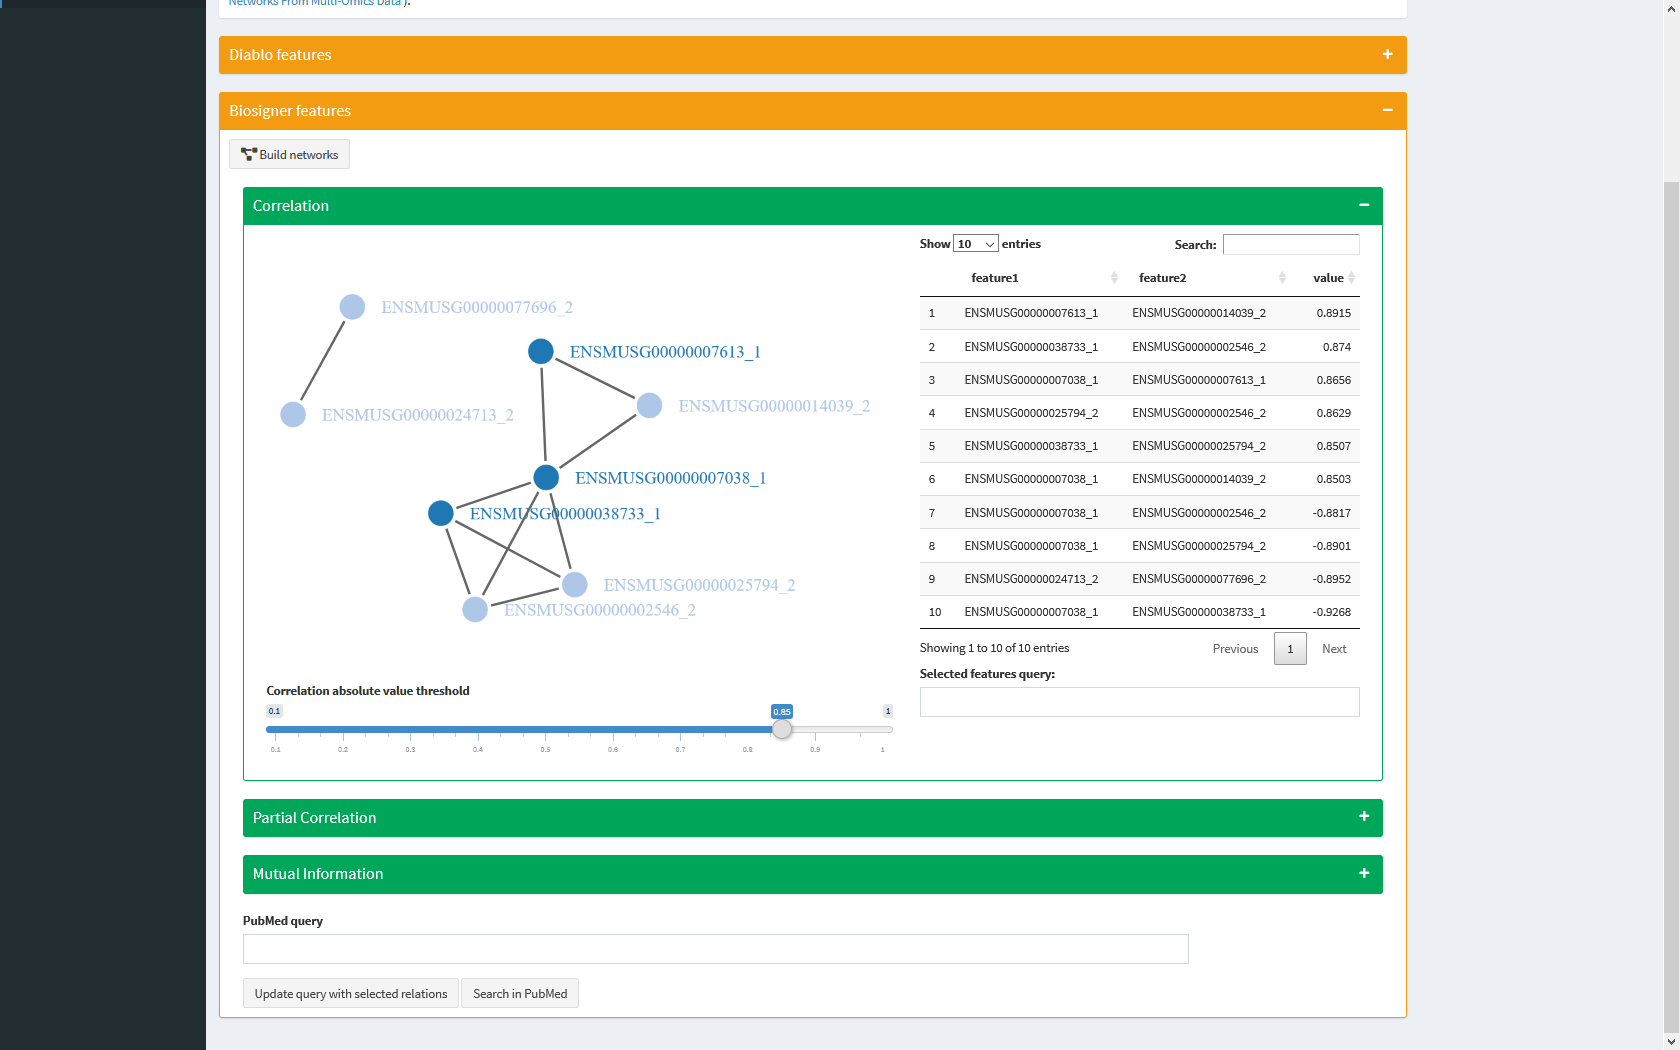 Networks From Multi-Omics Data ).
Diablo features
Biosigner features
Build networks
Correlation
ENSMUSG00000077696_2
ENSMUSG00000007613_1
ENSMUSG00000014039_2
ENSMUSG00000024713_2
ENSMUSG00000007038_1
ENSMUSG00000038733_1
ENSMUSG00000025794_2
ENSMUSG00000002546_2
Correlation absolute value threshold
0.1 0.85 1
0.1 0.2 0.3 0.4 0.5 0.6 0.7 0.8 0.9 1
Show 10 entries Search:
feature1 feature2 value
1 ENSMUSG00000007613_1 ENSMUSG00000014039_2 0.8915
2 ENSMUSG00000038733_1 ENSMUSG00000002546_2 0.874
3 ENSMUSG00000007038_1 ENSMUSG00000007613_1 0.8656
4 ENSMUSG00000025794_2 ENSMUSG00000002546_2 0.8629
5 ENSMUSG00000038733_1 ENSMUSG00000025794_2 0.8507
6 ENSMUSG00000007038_1 ENSMUSG00000014039_2 0.8503
7 ENSMUSG00000007038_1 ENSMUSG00000002546_2 -0.8817
8 ENSMUSG00000007038_1 ENSMUSG00000025794_2 -0.8901
9 ENSMUSG00000024713_2 ENSMUSG00000077696_2 -0.8952
10 ENSMUSG00000007038_1 ENSMUSG00000038733_1 -0.9268
Showing 1 to 10 of 10 entries Previous 1 Next
Selected features query:
Partial Correlation
Mutual Information
PubMed query
Update query with selected relations Search in PubMed